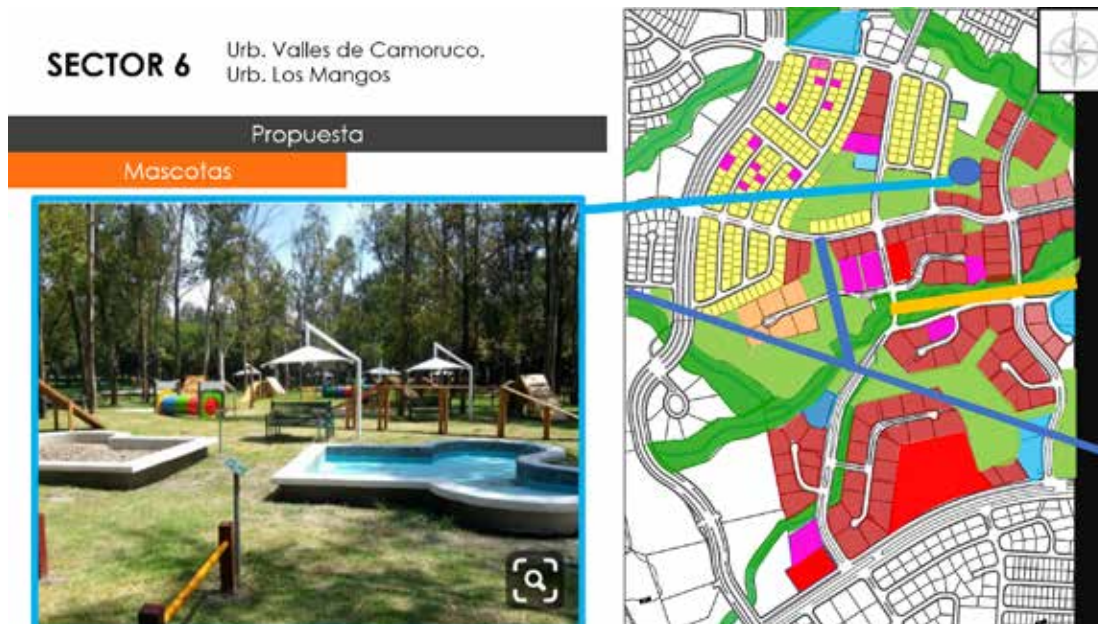 SECTOR 6
Urb. Valles de Camoruco.
Urb. Los Mangos
Propuesta
Mascotas